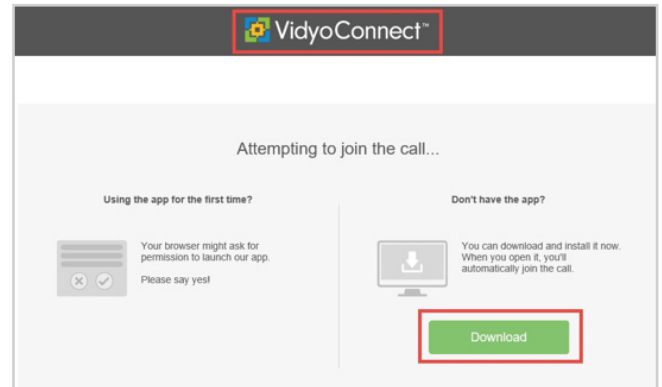 VidyoConnect™
Attempting to join the call...
Using the app for the first time?
Your browser might ask for
permission to launch our app.
Please say yes!
Don't have the app?
You can download and install it now.
When you open it, you'll
automatically join the call.
Download